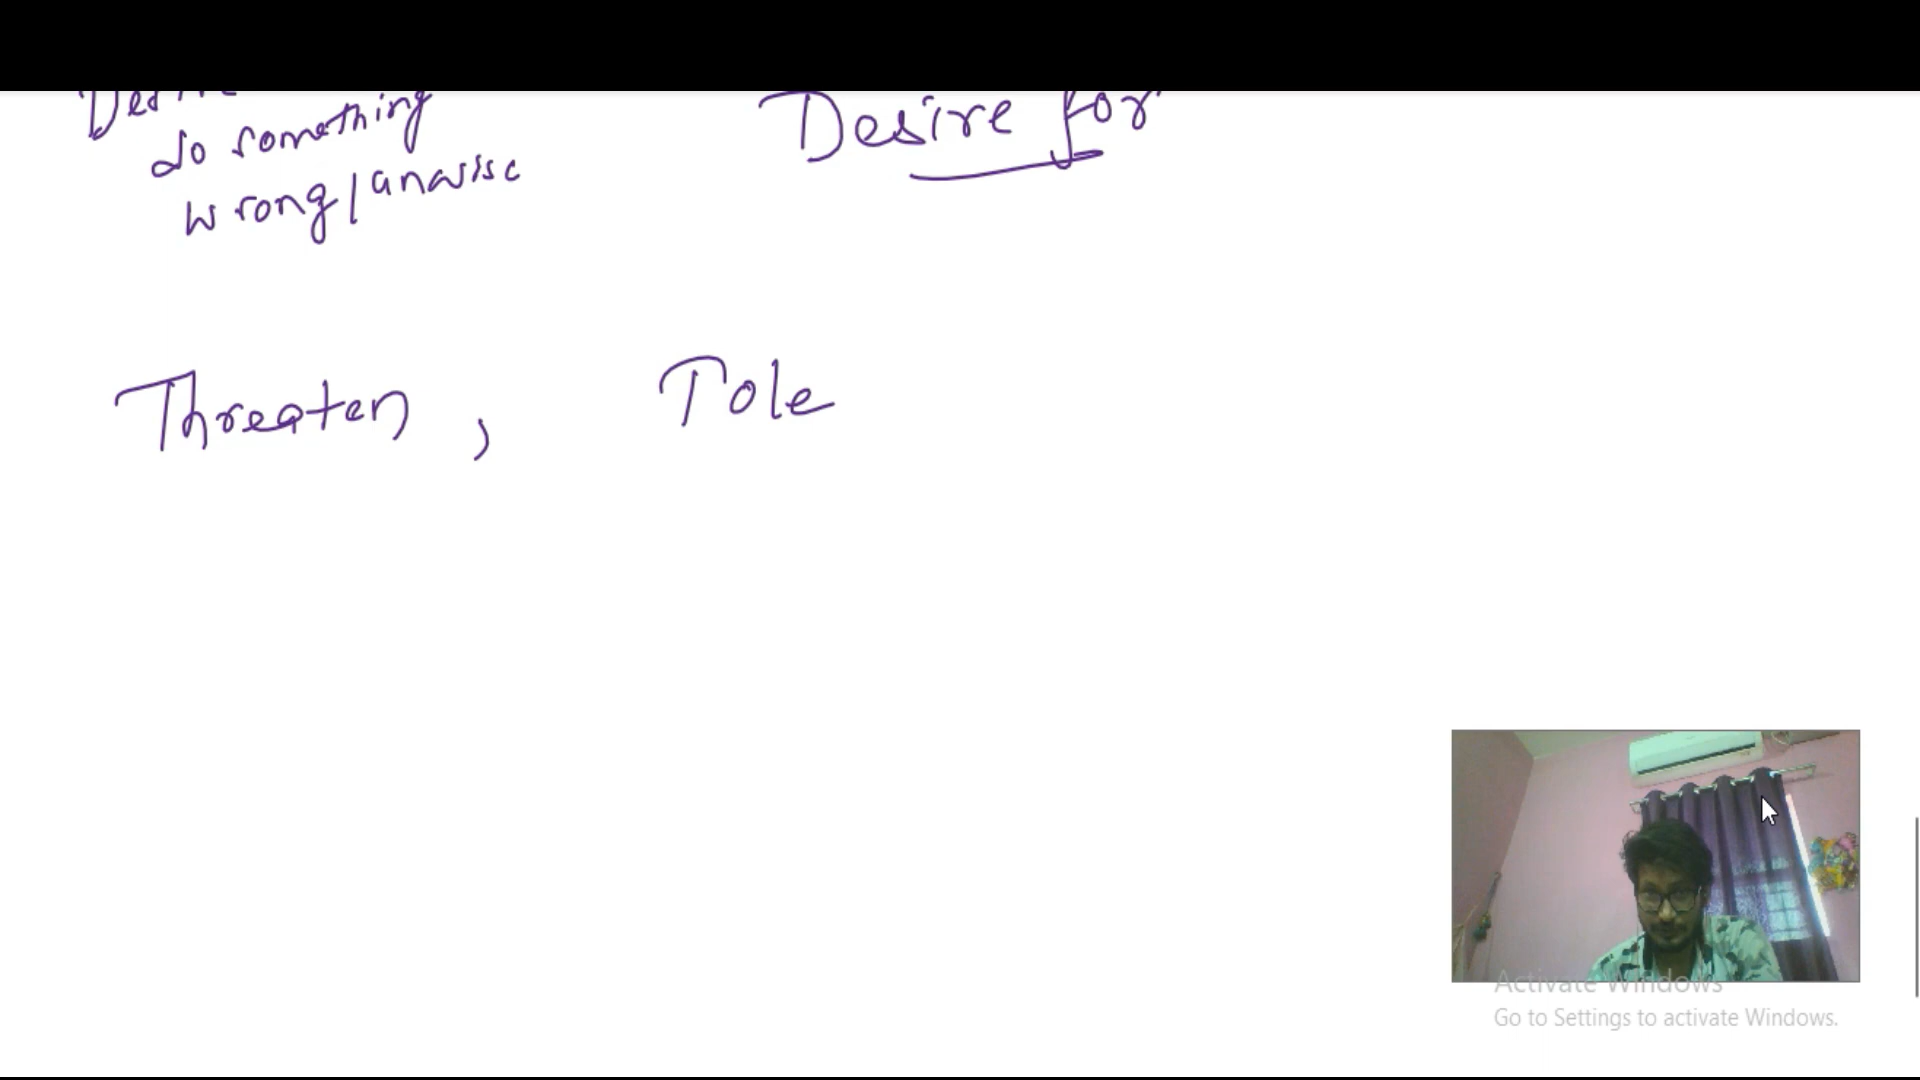 Desire for
do something
wrong/unwise
Threaten , Tole
Activate Windows
Go to Settings to activate Windows.